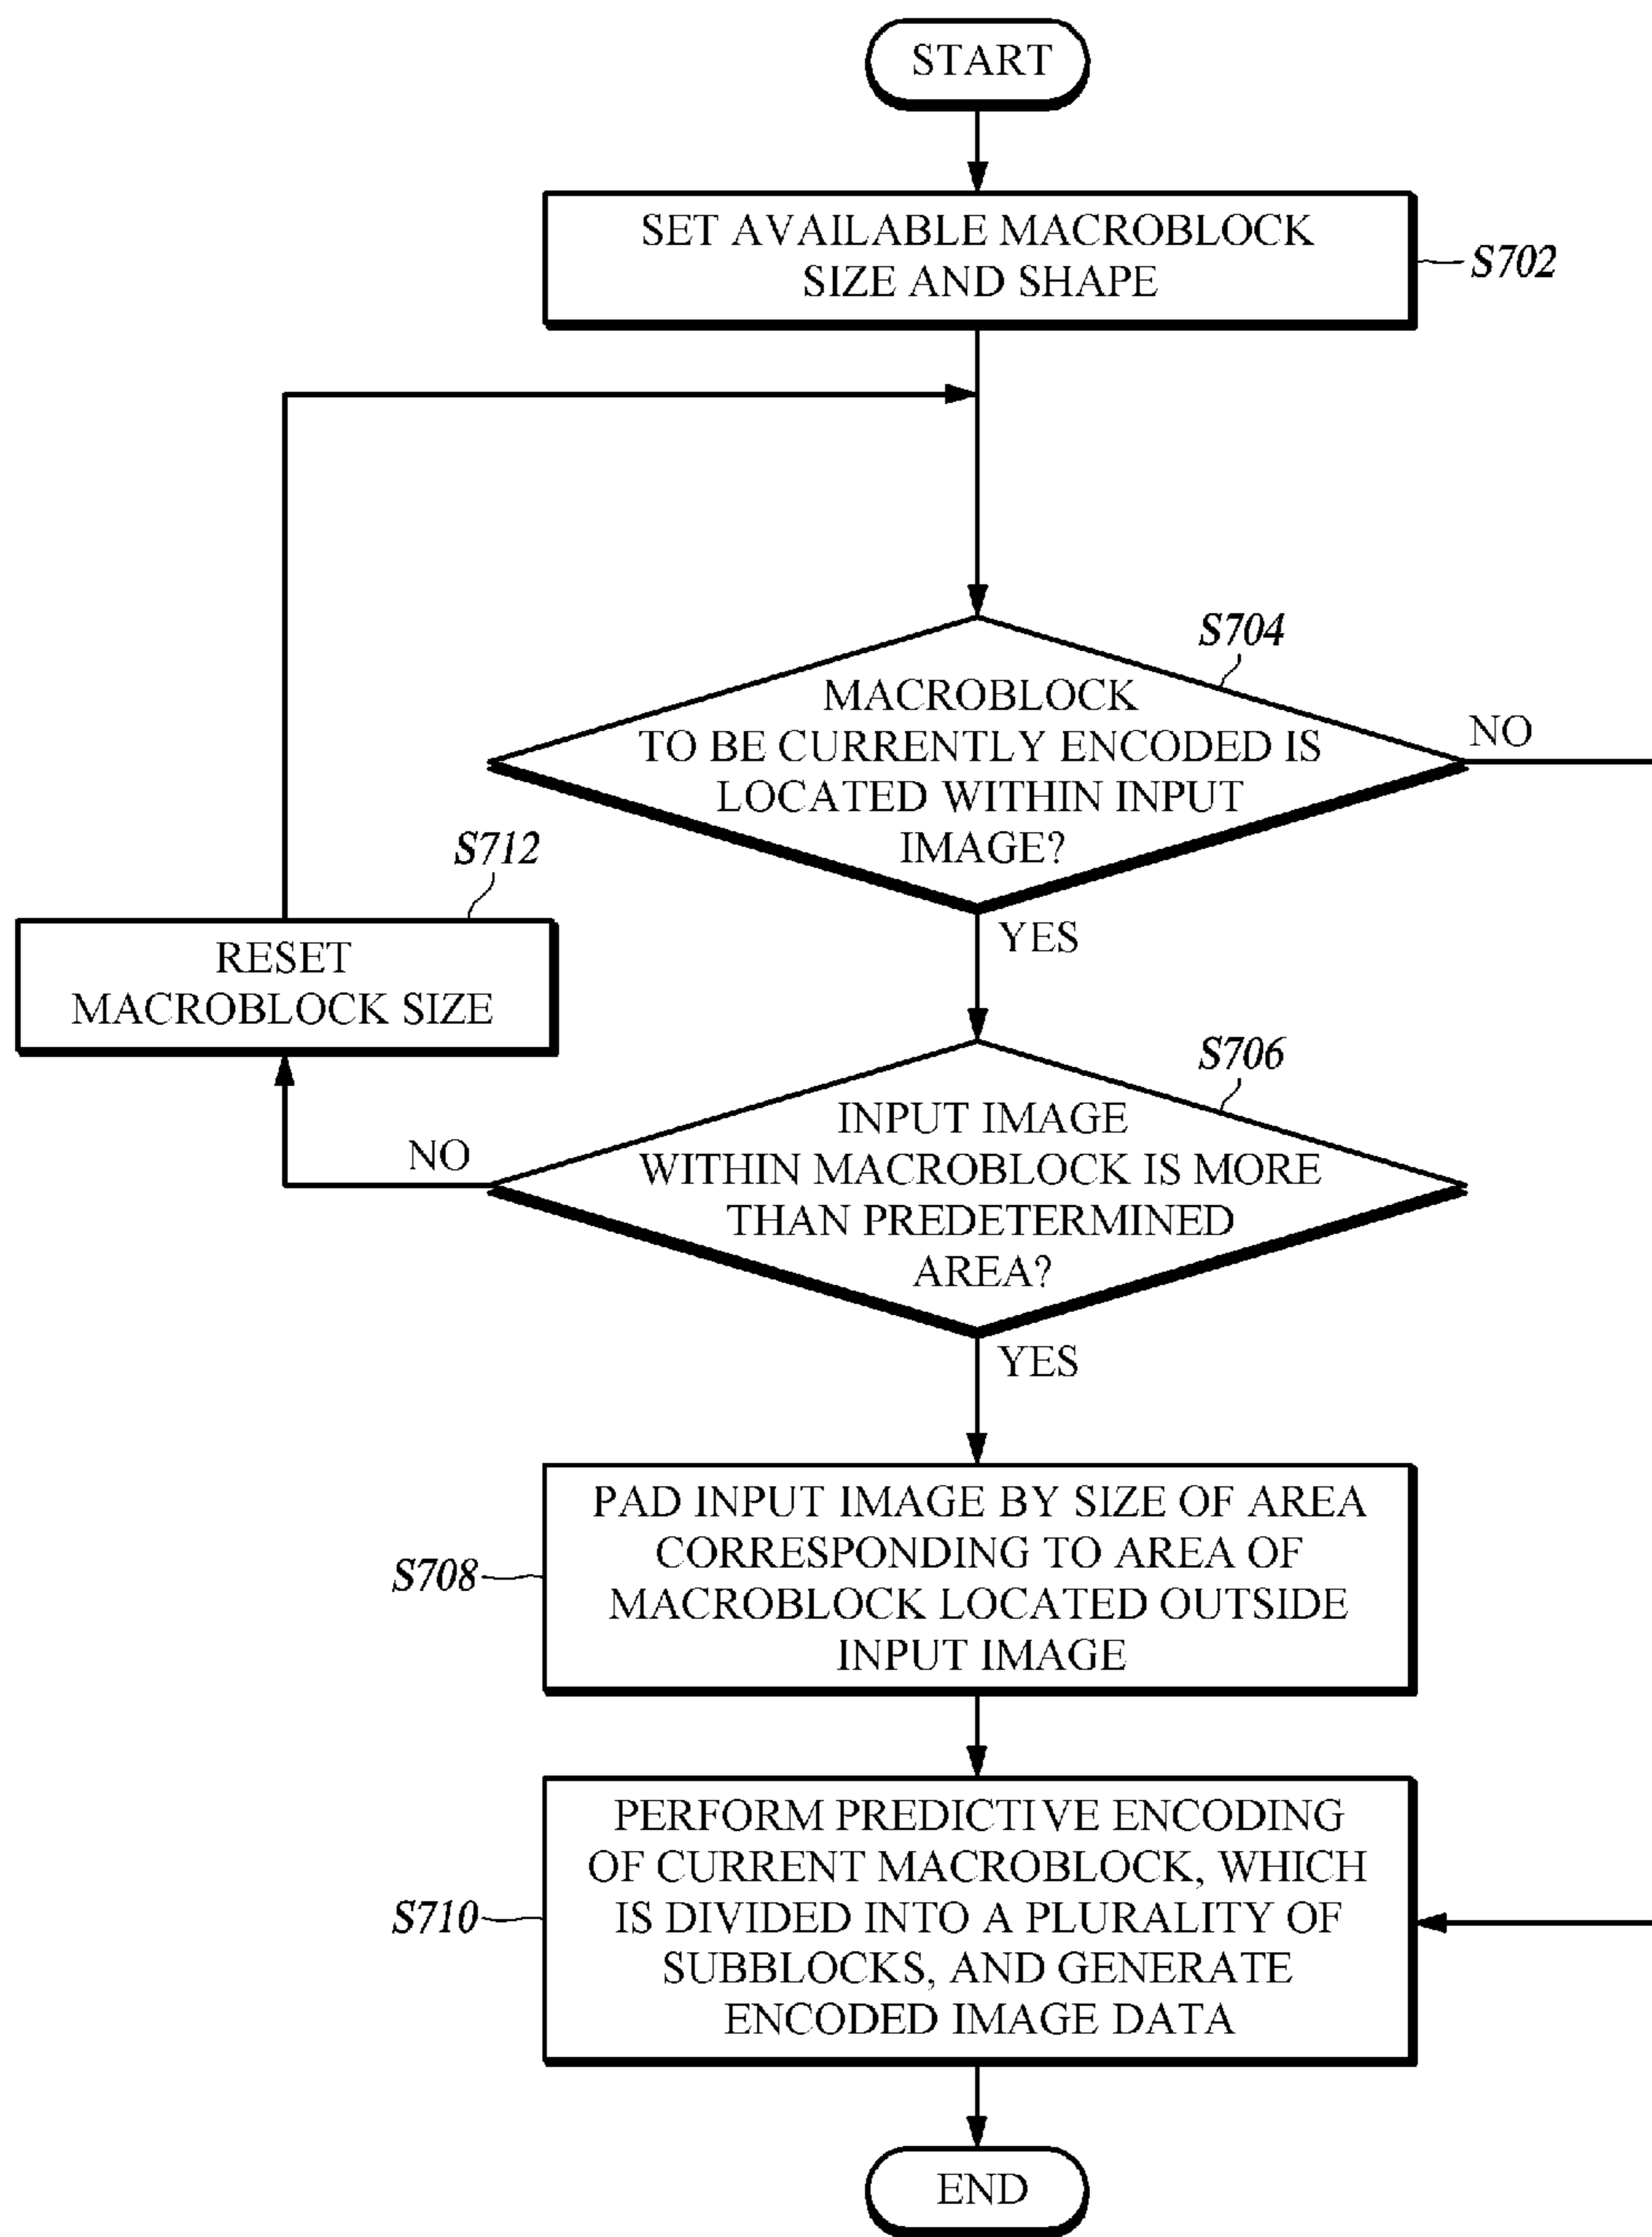 START
SET AVAILABLE MACROBLOCK
SIZE AND SHAPE
S702
S704
MACROBLOCK
TO BE CURRENTLY ENCODED IS
LOCATED WITHIN INPUT
IMAGE?
NO
YES
S712
RESET
MACROBLOCK SIZE
S706
INPUT IMAGE
WITHIN MACROBLOCK IS MORE
THAN PREDETERMINED
AREA?
NO
YES
S708
PAD INPUT IMAGE BY SIZE OF AREA
CORRESPONDING TO AREA OF
MACROBLOCK LOCATED OUTSIDE
INPUT IMAGE
S710
PERFORM PREDICTIVE ENCODING
OF CURRENT MACROBLOCK, WHICH
IS DIVIDED INTO A PLURALITY OF
SUBBLOCKS, AND GENERATE
ENCODED IMAGE DATA
END